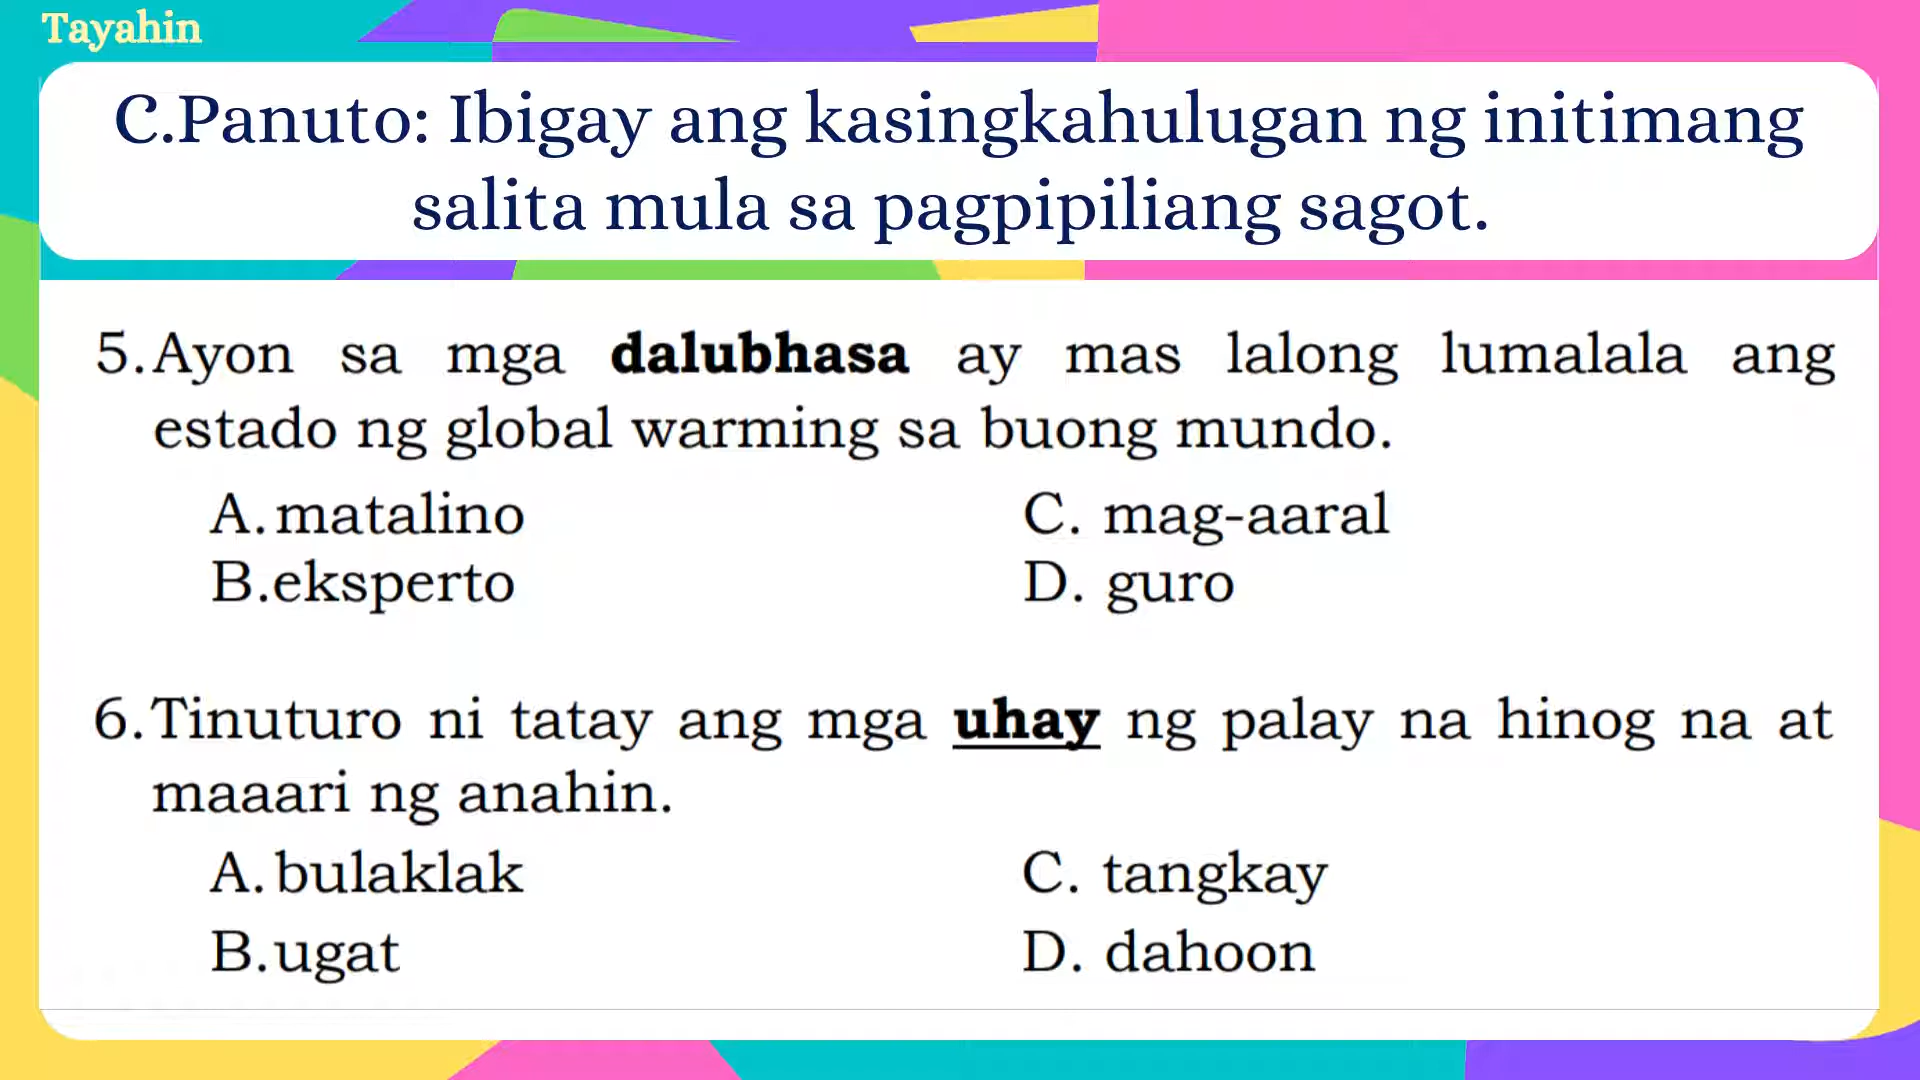 Tayahin
C.Panuto: Ibigay ang kasingkahulugan ng initimang
salita mula sa pagpipiliang sagot.
5. Ayon sa mga dalubhasa ay mas lalong lumalala ang
estado ng global warming sa buong mundo.
A. matalino C. mag-aaral
B. eksperto D. guro
6. Tinuturo ni tatay ang mga uhay ng palay na hinog na at
maaari ng anahin.
A. bulaklak C. tangkay
B. ugat D. dahoon